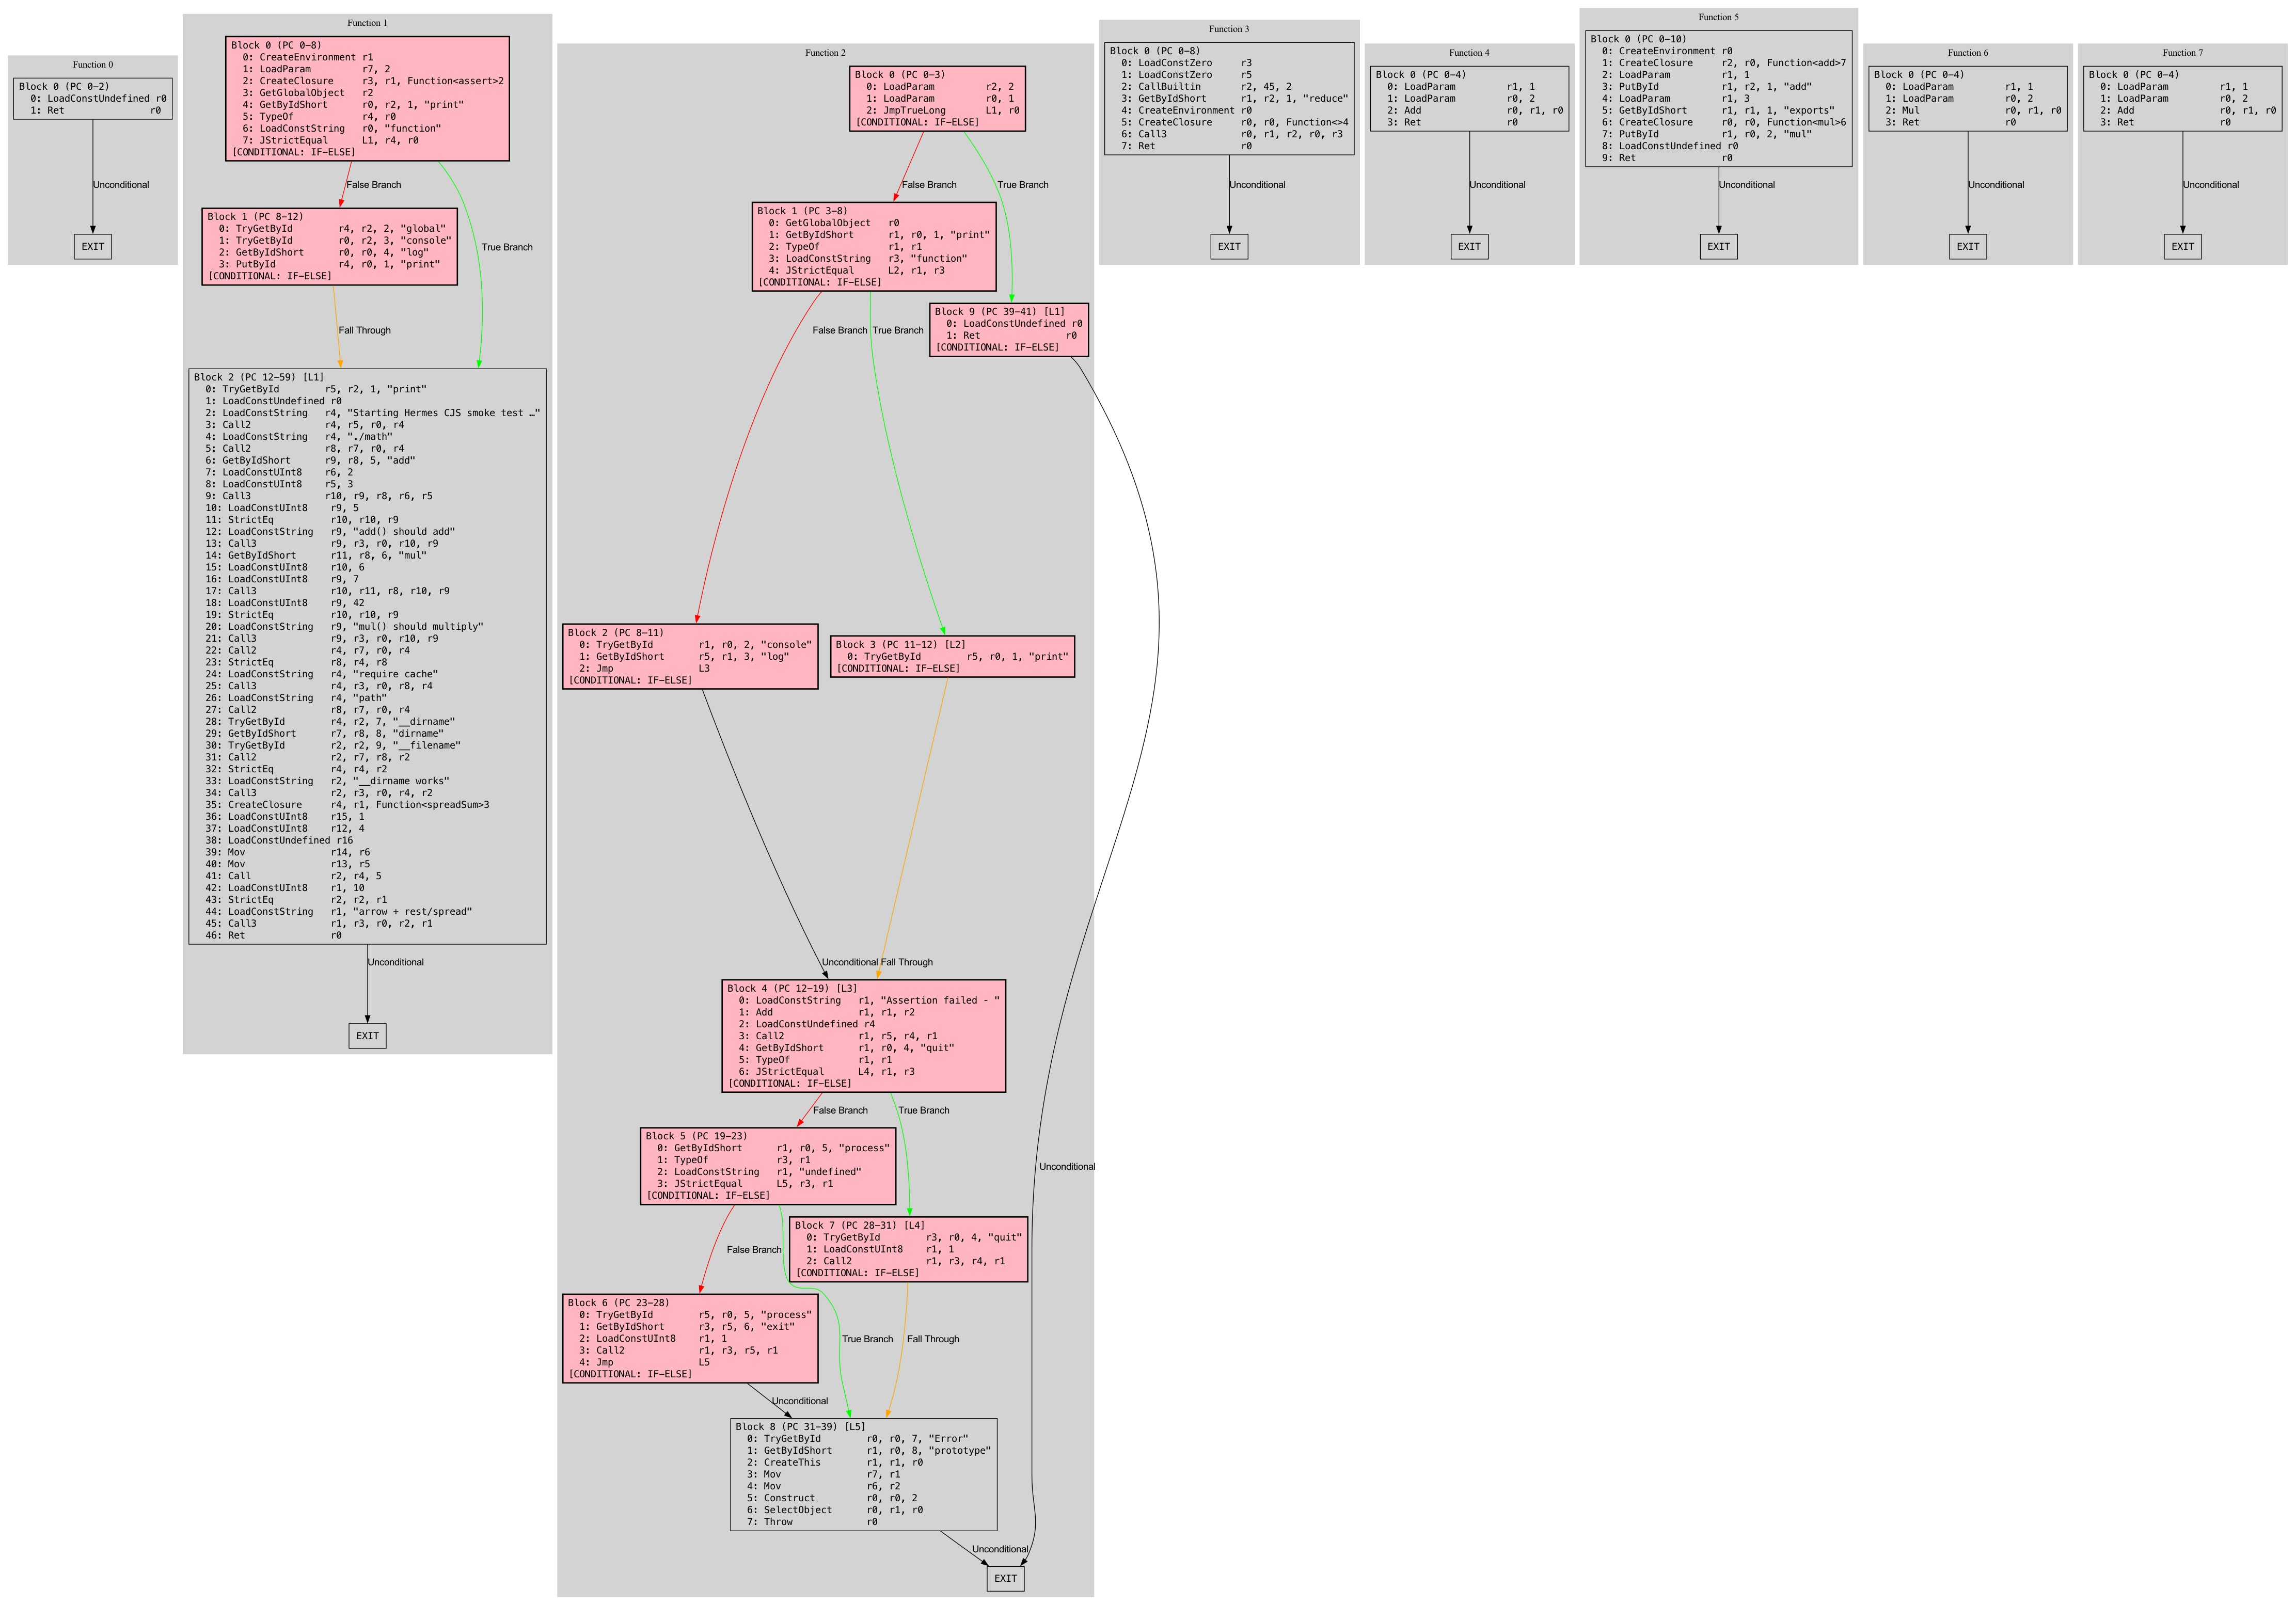 Function 0
Block 0 (PC 0-2)
0: LoadConstUndefined r0
1: Ret r0
Unconditional
EXIT
Function 1
Block 0 (PC 0-8)
0: CreateEnvironment r1
1: LoadParam r7, 2
2: CreateClosure r3, r1, Function<assert>2
3: GetGlobalObject r2
4: GetByIdShort r0, r2, 1, "print"
5: TypeOf r4, r0
6: LoadConstString r0, "function"
7: JStrictEqual L1, r4, r0
[CONDITIONAL: IF-ELSE]
False Branch
True Branch
Block 1 (PC 8-12)
0: TryGetById r4, r2, 2, "global"
1: TryGetById r0, r2, 3, "console"
2: GetByIdShort r0, r0, 4, "log"
3: PutById r4, r0, 1, "print"
[CONDITIONAL: IF-ELSE]
Fall Through
Block 2 (PC 12-59) [L1]
0: TryGetById r5, r2, 1, "print"
1: LoadConstUndefined r0
2: LoadConstString r4, "Starting Hermes CJS smoke test …"
3: Call2 r4, r5, r0, r4
4: LoadConstString r4, "./math"
5: Call2 r8, r7, r0, r4
6: GetByIdShort r9, r8, 5, "add"
7: LoadConstUInt8 r6, 2
8: LoadConstUInt8 r5, 3
9: Call3 r10, r9, r8, r6, r5
10: LoadConstUInt8 r9, 5
11: StrictEq r10, r10, r9
12: LoadConstString r9, "add() should add"
13: Call3 r9, r3, r0, r10, r9
14: GetByIdShort r11, r8, 6, "mul"
15: LoadConstUInt8 r10, 6
16: LoadConstUInt8 r9, 7
17: Call3 r10, r11, r8, r10, r9
18: LoadConstUInt8 r9, 42
19: StrictEq r10, r10, r9
20: LoadConstString r9, "mul() should multiply"
21: Call3 r9, r3, r0, r10, r9
22: Call2 r4, r7, r0, r4
23: StrictEq r8, r4, r8
24: LoadConstString r4, "require cache"
25: Call3 r4, r3, r0, r8, r4
26: LoadConstString r4, "path"
27: Call2 r8, r7, r0, r4
28: TryGetById r4, r2, 7, "__dirname"
29: GetByIdShort r7, r8, 8, "dirname"
30: TryGetById r2, r2, 9, "__filename"
31: Call2 r2, r7, r8, r2
32: StrictEq r4, r4, r2
33: LoadConstString r2, "__dirname works"
34: Call3 r2, r3, r0, r4, r2
35: CreateClosure r4, r1, Function<spreadSum>3
36: LoadConstUInt8 r15, 1
37: LoadConstUInt8 r12, 4
38: LoadConstUndefined r16
39: Mov r14, r6
40: Mov r13, r5
41: Call r2, r4, 5
42: LoadConstUInt8 r1, 10
43: StrictEq r2, r2, r1
44: LoadConstString r1, "arrow + rest/spread"
45: Call3 r1, r3, r0, r2, r1
46: Ret r0
Unconditional
EXIT
Function 2
Block 0 (PC 0-3)
0: LoadParam r2, 2
1: LoadParam r0, 1
2: JmpTrueLong L1, r0
[CONDITIONAL: IF-ELSE]
False Branch
True Branch
Block 1 (PC 3-8)
0: GetGlobalObject r0
1: GetByIdShort r1, r0, 1, "print"
2: TypeOf r1, r1
3: LoadConstString r3, "function"
4: JStrictEqual L2, r1, r3
[CONDITIONAL: IF-ELSE]
Block 9 (PC 39-41) [L1]
0: LoadConstUndefined r0
1: Ret r0
[CONDITIONAL: IF-ELSE]
False Branch
True Branch
Block 2 (PC 8-11)
0: TryGetById r1, r0, 2, "console"
1: GetByIdShort r5, r1, 3, "log"
2: Jmp L3
[CONDITIONAL: IF-ELSE]
Block 3 (PC 11-12) [L2]
0: TryGetById r5, r0, 1, "print"
[CONDITIONAL: IF-ELSE]
Unconditional
Fall Through
Block 4 (PC 12-19) [L3]
0: LoadConstString r1, "Assertion failed - "
1: Add r1, r1, r2
2: LoadConstUndefined r4
3: Call2 r1, r5, r4, r1
4: GetByIdShort r1, r0, 4, "quit"
5: TypeOf r1, r1
6: JStrictEqual L4, r1, r3
[CONDITIONAL: IF-ELSE]
False Branch
True Branch
Block 5 (PC 19-23)
0: GetByIdShort r1, r0, 5, "process"
1: TypeOf r3, r1
2: LoadConstString r1, "undefined"
3: JStrictEqual L5, r3, r1
[CONDITIONAL: IF-ELSE]
Unconditional
Block 7 (PC 28-31) [L4]
0: TryGetById r3, r0, 4, "quit"
1: LoadConstUInt8 r1, 1
2: Call2 r1, r3, r4, r1
[CONDITIONAL: IF-ELSE]
False Branch
Block 6 (PC 23-28)
0: TryGetById r5, r0, 5, "process"
1: GetByIdShort r3, r5, 6, "exit"
2: LoadConstUInt8 r1, 1
3: Call2 r1, r3, r5, r1
4: Jmp L5
[CONDITIONAL: IF-ELSE]
True Branch
Fall Through
Unconditional
Block 8 (PC 31-39) [L5]
0: TryGetById r0, r0, 7, "Error"
1: GetByIdShort r1, r0, 8, "prototype"
2: CreateThis r1, r1, r0
3: Mov r7, r1
4: Mov r6, r2
5: Construct r0, r0, 2
6: SelectObject r0, r1, r0
7: Throw r0
Unconditional
EXIT
Function 3
Block 0 (PC 0-8)
0: LoadConstZero r3
1: LoadConstZero r5
2: CallBuiltin r2, 45, 2
3: GetByIdShort r1, r2, 1, "reduce"
4: CreateEnvironment r0
5: CreateClosure r0, r0, Function<>4
6: Call3 r0, r1, r2, r0, r3
7: Ret r0
Unconditional
EXIT
Function 4
Block 0 (PC 0-4)
0: LoadParam r1, 1
1: LoadParam r0, 2
2: Add r0, r1, r0
3: Ret r0
Unconditional
EXIT
Function 5
Block 0 (PC 0-10)
0: CreateEnvironment r0
1: CreateClosure r2, r0, Function<add>7
2: LoadParam r1, 1
3: PutById r1, r2, 1, "add"
4: LoadParam r1, 3
5: GetByIdShort r1, r1, 1, "exports"
6: CreateClosure r0, r0, Function<mul>6
7: PutById r1, r0, 2, "mul"
8: LoadConstUndefined r0
9: Ret r0
Unconditional
EXIT
Function 6
Block 0 (PC 0-4)
0: LoadParam r1, 1
1: LoadParam r0, 2
2: Mul r0, r1, r0
3: Ret r0
Unconditional
EXIT
Function 7
Block 0 (PC 0-4)
0: LoadParam r1, 1
1: LoadParam r0, 2
2: Add r0, r1, r0
3: Ret r0
Unconditional
EXIT